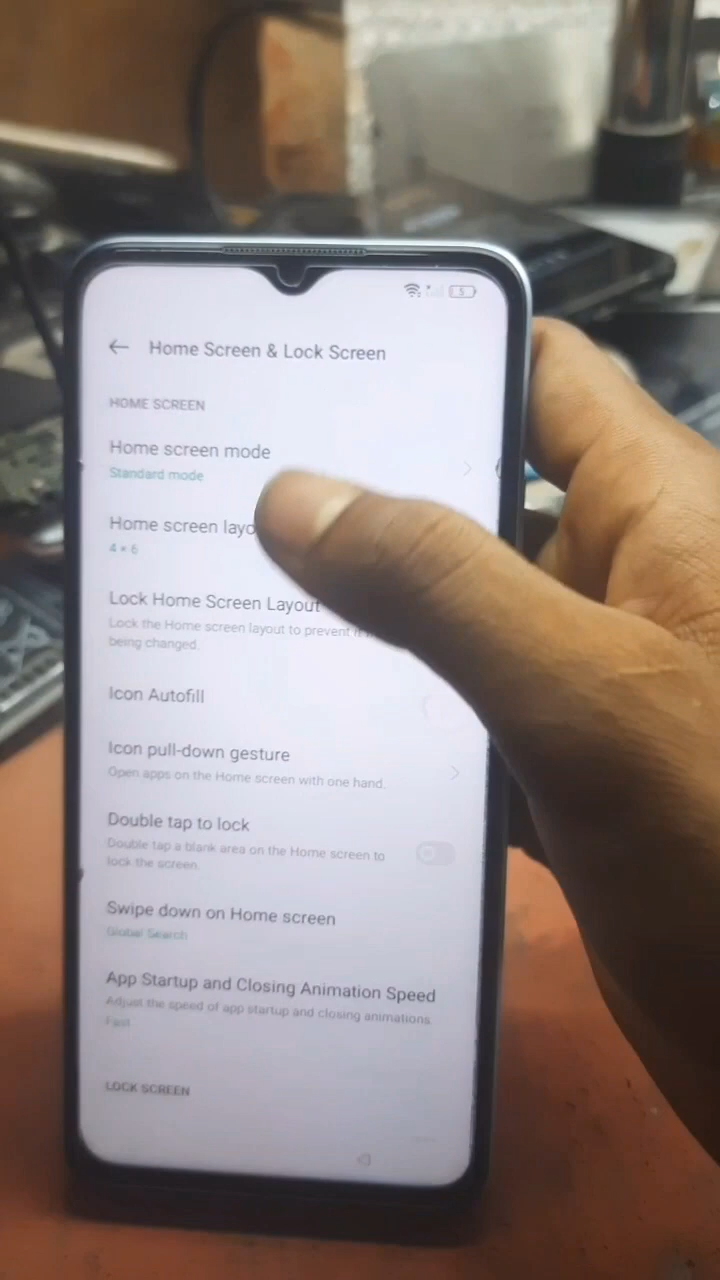 5
Home Screen & Lock Screen
HOME SCREEN
Home screen mode
Standard mode
Home screen layo
4 × 6
Lock Home Screen Layout
Lock the Home screen layout to prevent it
being changed.
Icon Autofill
Icon pull-down gesture
Open apps on the Home screen with one hand.
Double tap to lock
Double tap a blank area on the Home screen to
lock the screen.
Swipe down on Home screen
Global Search
App Startup and Closing Animation Speed
Adjust the speed of app startup and closing animations.
Fast
LOCK SCREEN